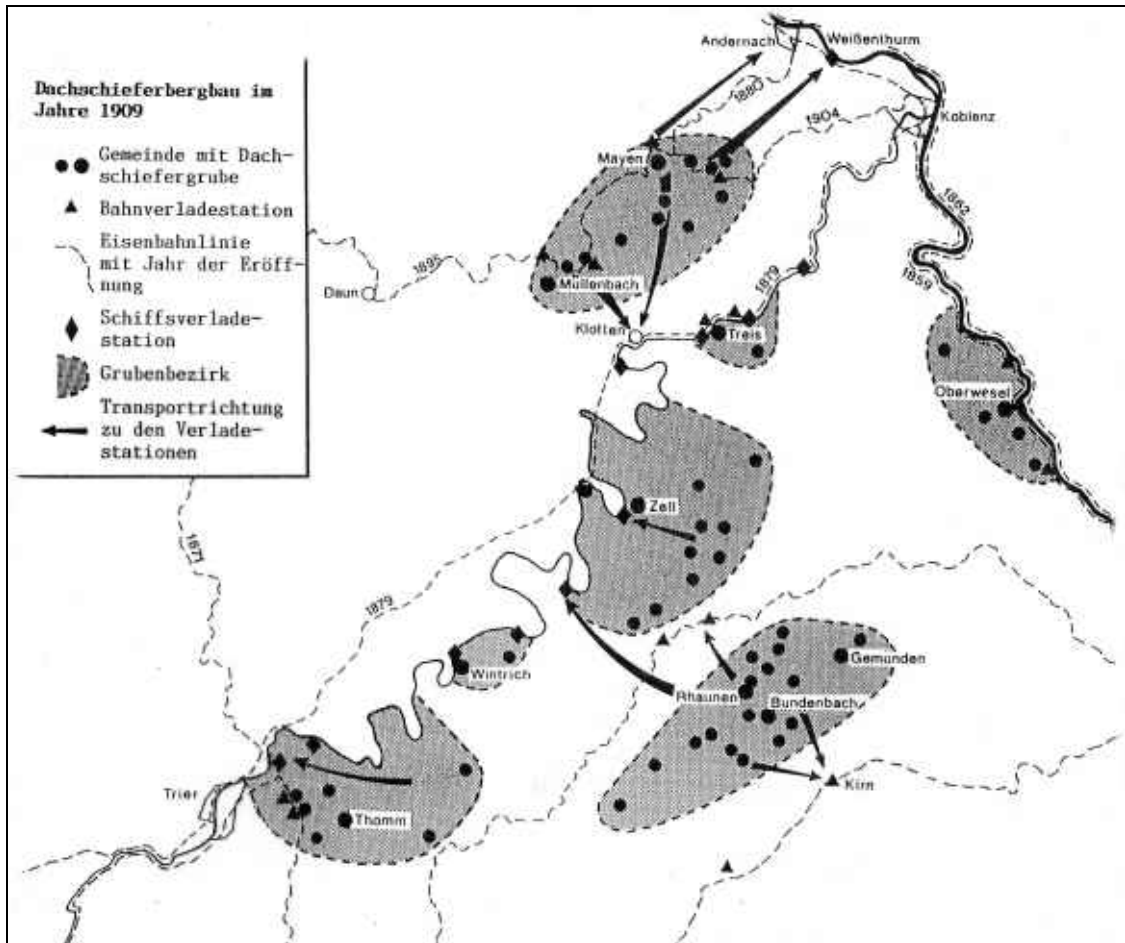 Dachschieferbergbau im
Jahre 1909
Gemeinde mit Dach-
schiefergrube
Bahnverladestation
Eisenbahnlinie
mit Jahr der Eröff-
nung
Schiffsverlade-
station
Grubenbezirk
Transportrichtung
zu den Verlade-
stationen
Andernach
Weißenthurm
1880
1904
Koblenz
Mayen
1862
1895
Daun
Müllenbach
1879
1859
Klotten
Treis
Oberwesel
Zell
1871
1879
Wintrich
Gemünden
Rhaunen
Bundenbach
Trier
Kirn
Thomm